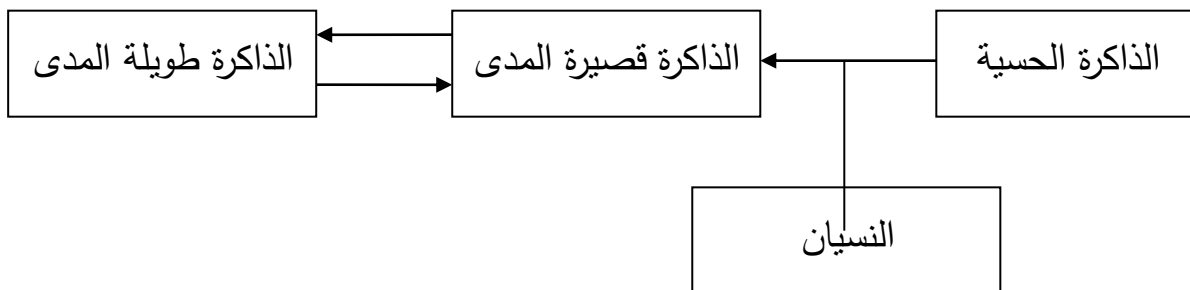 الذاكرة الحسية
الذاكرة قصيرة المدى
الذاكرة طويلة المدى
النسيان